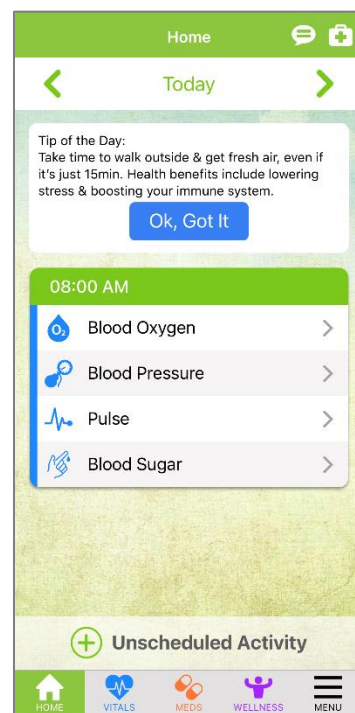 Home
Today
Tip of the Day:
Take time to walk outside & get fresh air, even if
it's just 15min. Health benefits include lowering
stress & boosting your immune system.
Ok, Got It
08:00 AM
O₂
Blood Oxygen
Blood Pressure
Pulse
Blood Sugar
Unscheduled Activity
HOME VITALS MEDS WELLNESS MENU